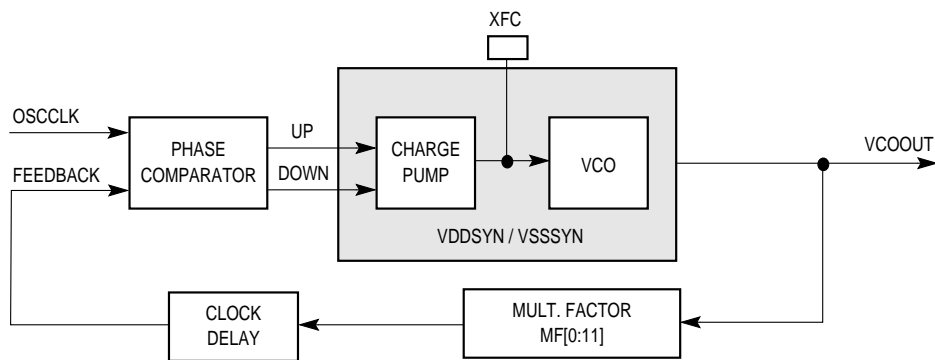 XFC
OSCCLK
FEEDBACK
PHASE
COMPARATOR
UP
DOWN
CHARGE
PUMP
VCO
VDDSYN / VSSSYN
VCOOUT
CLOCK
DELAY
MULT. FACTOR
MF[0:11]